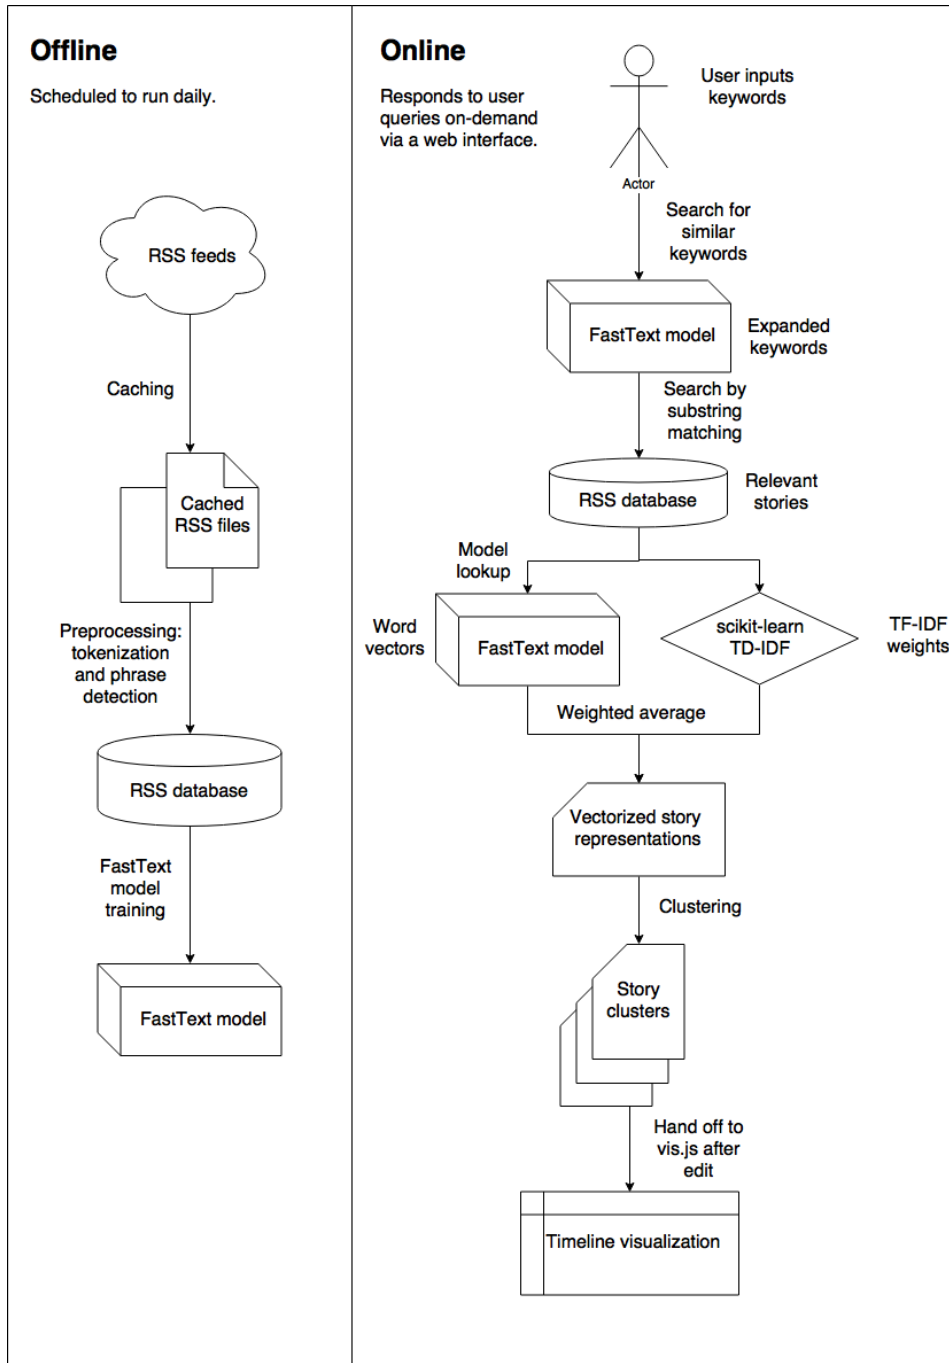 Offline
Scheduled to run daily.
RSS feeds
Caching
Cached
RSS files
Preprocessing:
tokenization
and phrase
detection
RSS database
FastText
model
training
FastText model
Online
Responds to user
queries on-demand
via a web interface.
User inputs
keywords
Actor
Search for
similar
keywords
FastText model
Expanded
keywords
Search by
substring
matching
RSS database
Relevant
stories
Model
lookup
Word
vectors
FastText model
scikit-learn
TD-IDF
TF-IDF
weights
Weighted average
Vectorized story
representations
Clustering
Story
clusters
Hand off to
vis.js after
edit
Timeline visualization